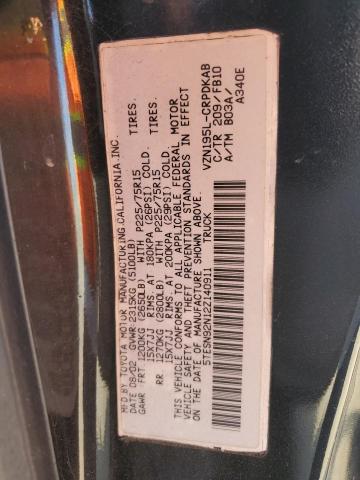 MFD.BY TOYOTA MOTOR MANUFACTURING,CALIFORNIA INC.
DATE 08/02 GVWR 2315KG (5100LB)
GAWR FRT 1200KG (2610LB) WITH P225/75R15 TIRES.
15X7JJ RIMS. AT 180KPA (26PSI) COLD.
RR 1270KG (2800LB) WITH P225/75R15 TIRES.
15X7JJ RIMS. AT 200KPA (29PSI) COLD.
THIS VEHICLE CONFORMS TO ALL APPLICABLE FEDERAL MOTOR
VEHICLE SAFETY AND THEFT PREVENTION STANDARDS IN EFFECT
ON THE DATE OF MANUFACTURE SHOWN ABOVE.
5TESN92N122140911 TRUCK
VZN195L-CRPDKAB
C/TR 209/FB10
A/TM B03A/
A340E